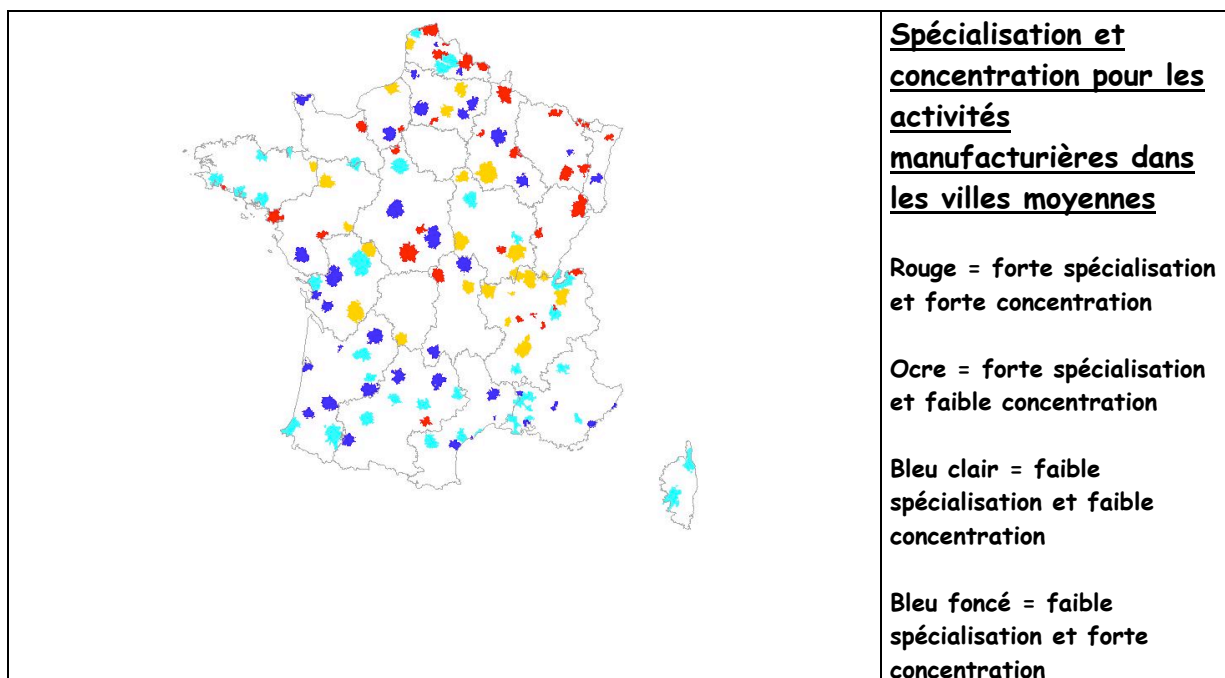 Spécialisation et
concentration pour les
activités
manufacturières dans
les villes moyennes
Rouge = forte spécialisation
et forte concentration
Ocre = forte spécialisation
et faible concentration
Bleu clair = faible
spécialisation et faible
concentration
Bleu foncé = faible
spécialisation et forte
concentration